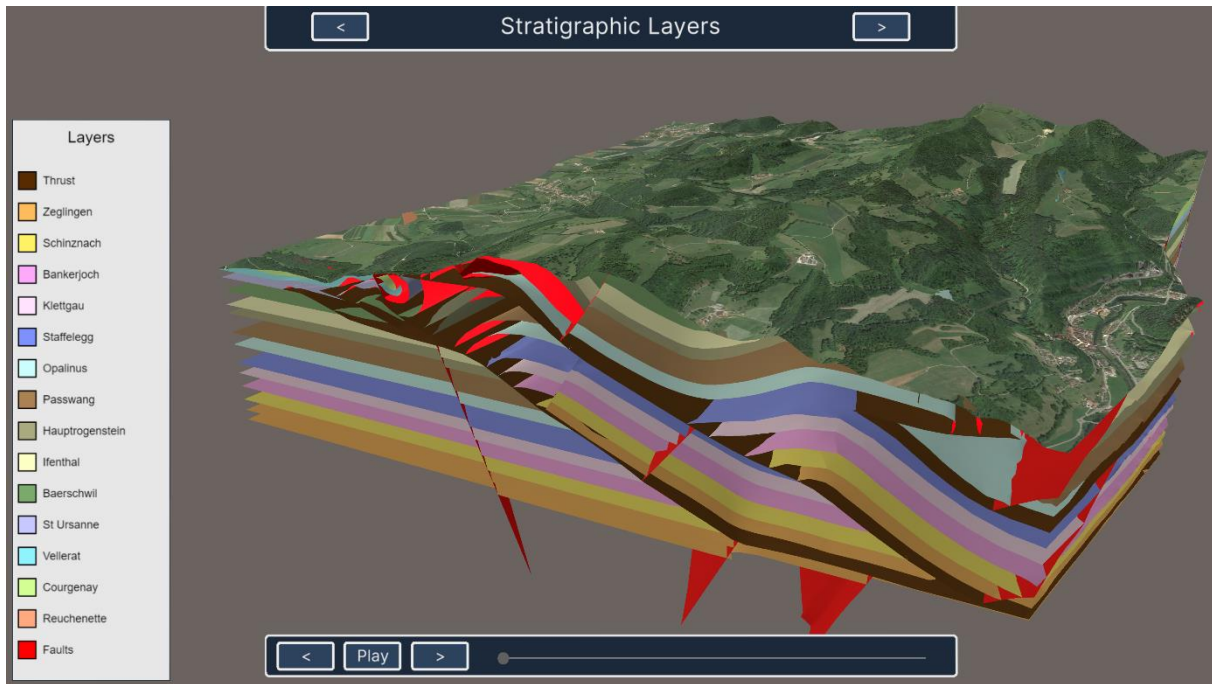 < Stratigraphic Layers >
Layers
Thrust
Zeglingen
Schinznach
Bankerjoch
Klettgau
Staffelegg
Opalinus
Passwang
Hauptrogenstein
Ifenthal
Baerschwil
St Ursanne
Vellerat
Courgenay
Reuchenette
Faults
< Play >